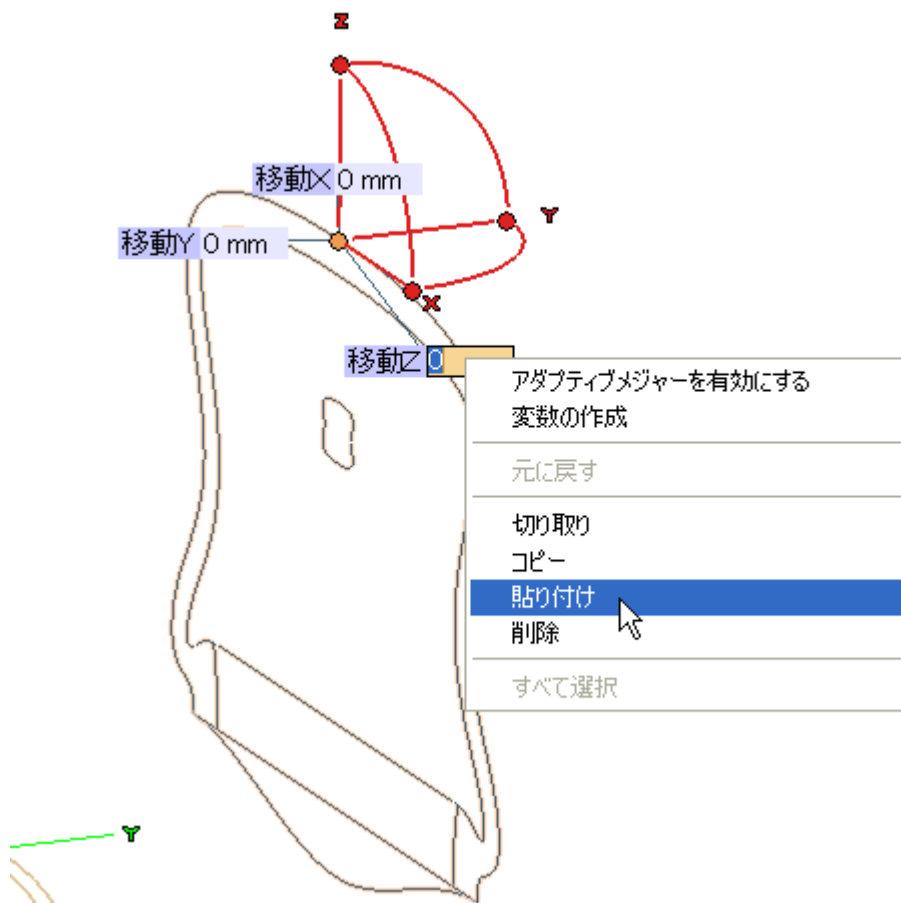 Z
移動X 0 mm
Y
移動Y 0 mm
X
移動Z 0
アダプティブメジャーを有効にする
変数の作成
元に戻す
切り取り
コピー
貼り付け
削除
すべて選択
Y